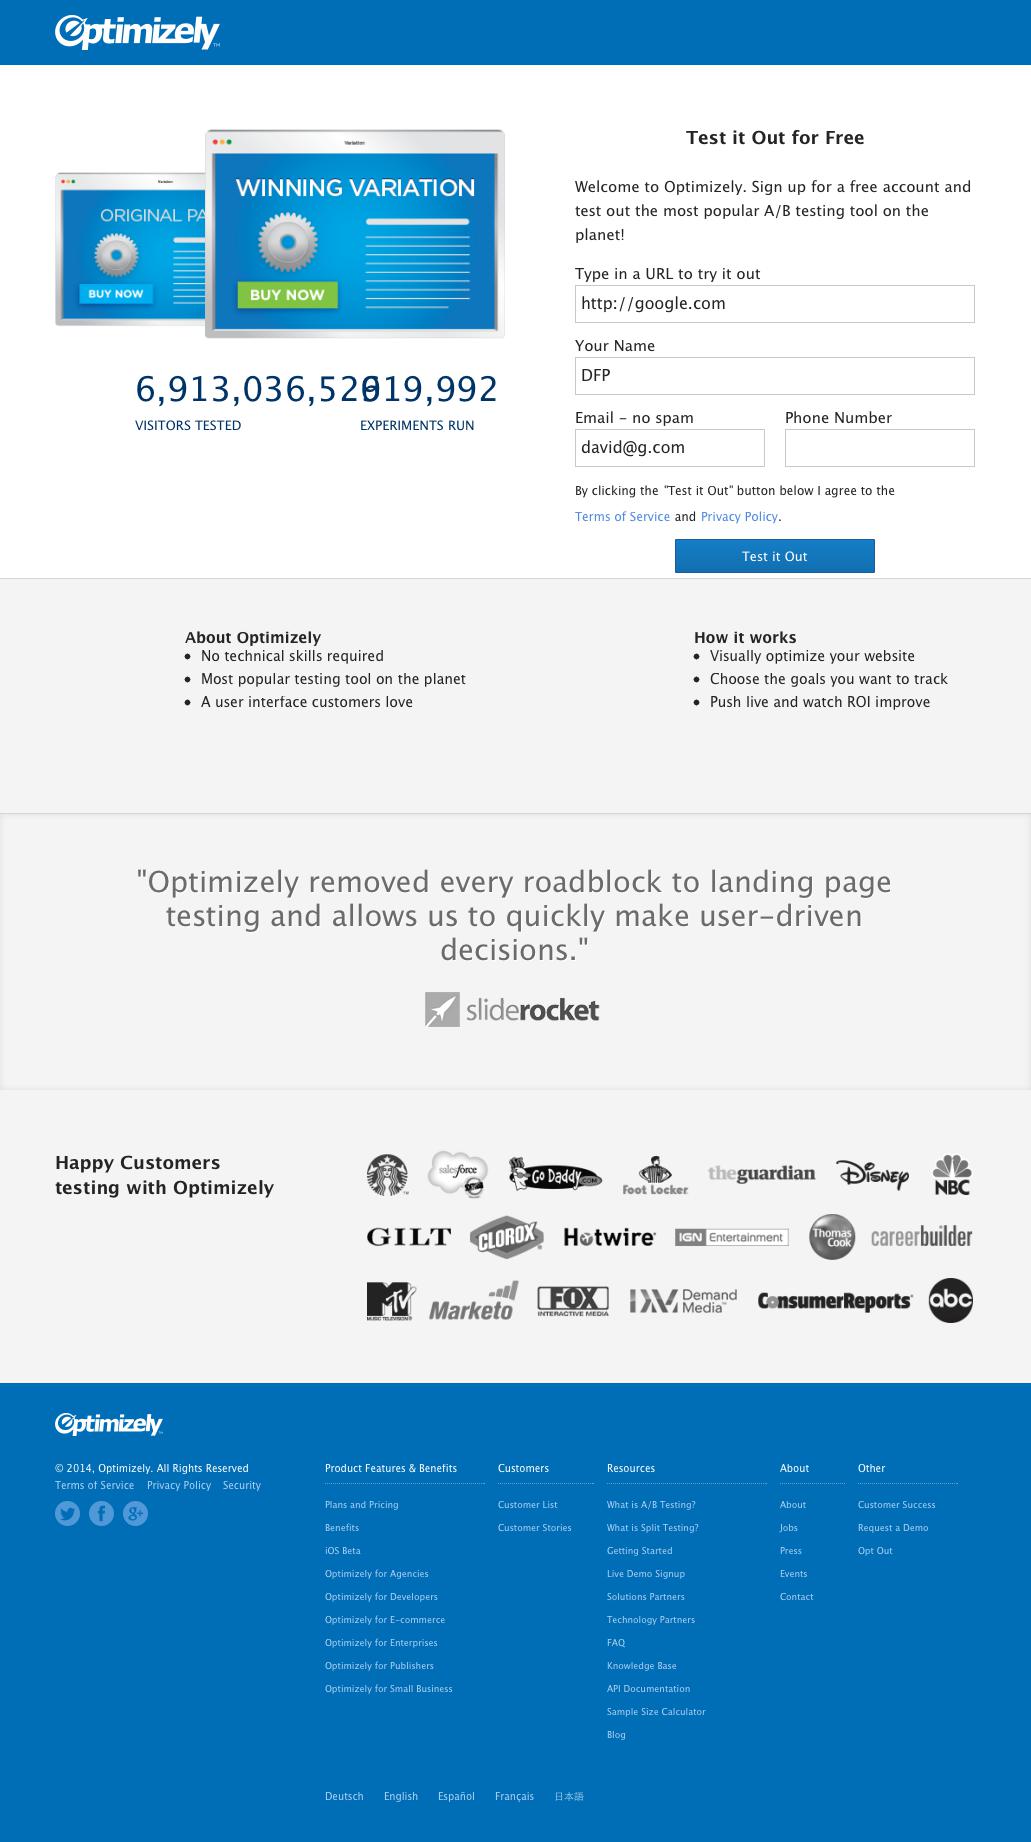 Optimizely™
Variation
ORIGINAL PA
BUY NOW
Variation
WINNING VARIATION
BUY NOW
VISITORS TESTED
919,992
EXPERIMENTS RUN
Test it Out for Free
Welcome to Optimizely. Sign up for a free account and
test out the most popular A/B testing tool on the
planet!
Type in a URL to try it out
http://google.com
Your Name
DFP
Email - no spam
Phone Number
david@g.com
By clicking the "Test it Out" button below I agree to the
Terms of Service and Privacy Policy.
Test it Out
About Optimizely
• No technical skills required
• Most popular testing tool on the planet
• A user interface customers love
How it works
• Visually optimize your website
• Choose the goals you want to track
• Push live and watch ROI improve
"Optimizely removed every roadblock to landing page
testing and allows us to quickly make user-driven
decisions."
sliderocket
Happy Customers
testing with Optimizely
salesforce
Go Daddy.COM
Foot Locker
theguardian
Disney
NBC
GILT
CLOROX
Hotwire
IGN Entertainment
Thomas
Cook
careerbuilder
MTV
MUSIC TELEVISION
Marketo
FOX
INTERACTIVE MEDIA
Demand
Media™
ConsumerReports
abc
Optimizely
© 2014, Optimizely. All Rights Reserved
Terms of Service Privacy Policy Security
Product Features & Benefits
Plans and Pricing
Benefits
iOS Beta
Optimizely for Agencies
Optimizely for Developers
Optimizely for E-commerce
Optimizely for Enterprises
Optimizely for Publishers
Optimizely for Small Business
Customers
Customer List
Customer Stories
Resources
What is A/B Testing?
What is Split Testing?
Getting Started
Live Demo Signup
Solutions Partners
Technology Partners
FAQ
Knowledge Base
API Documentation
Sample Size Calculator
Blog
About
About
Jobs
Press
Events
Contact
Other
Customer Success
Request a Demo
Opt Out
Deutsch English Español Français 日本語